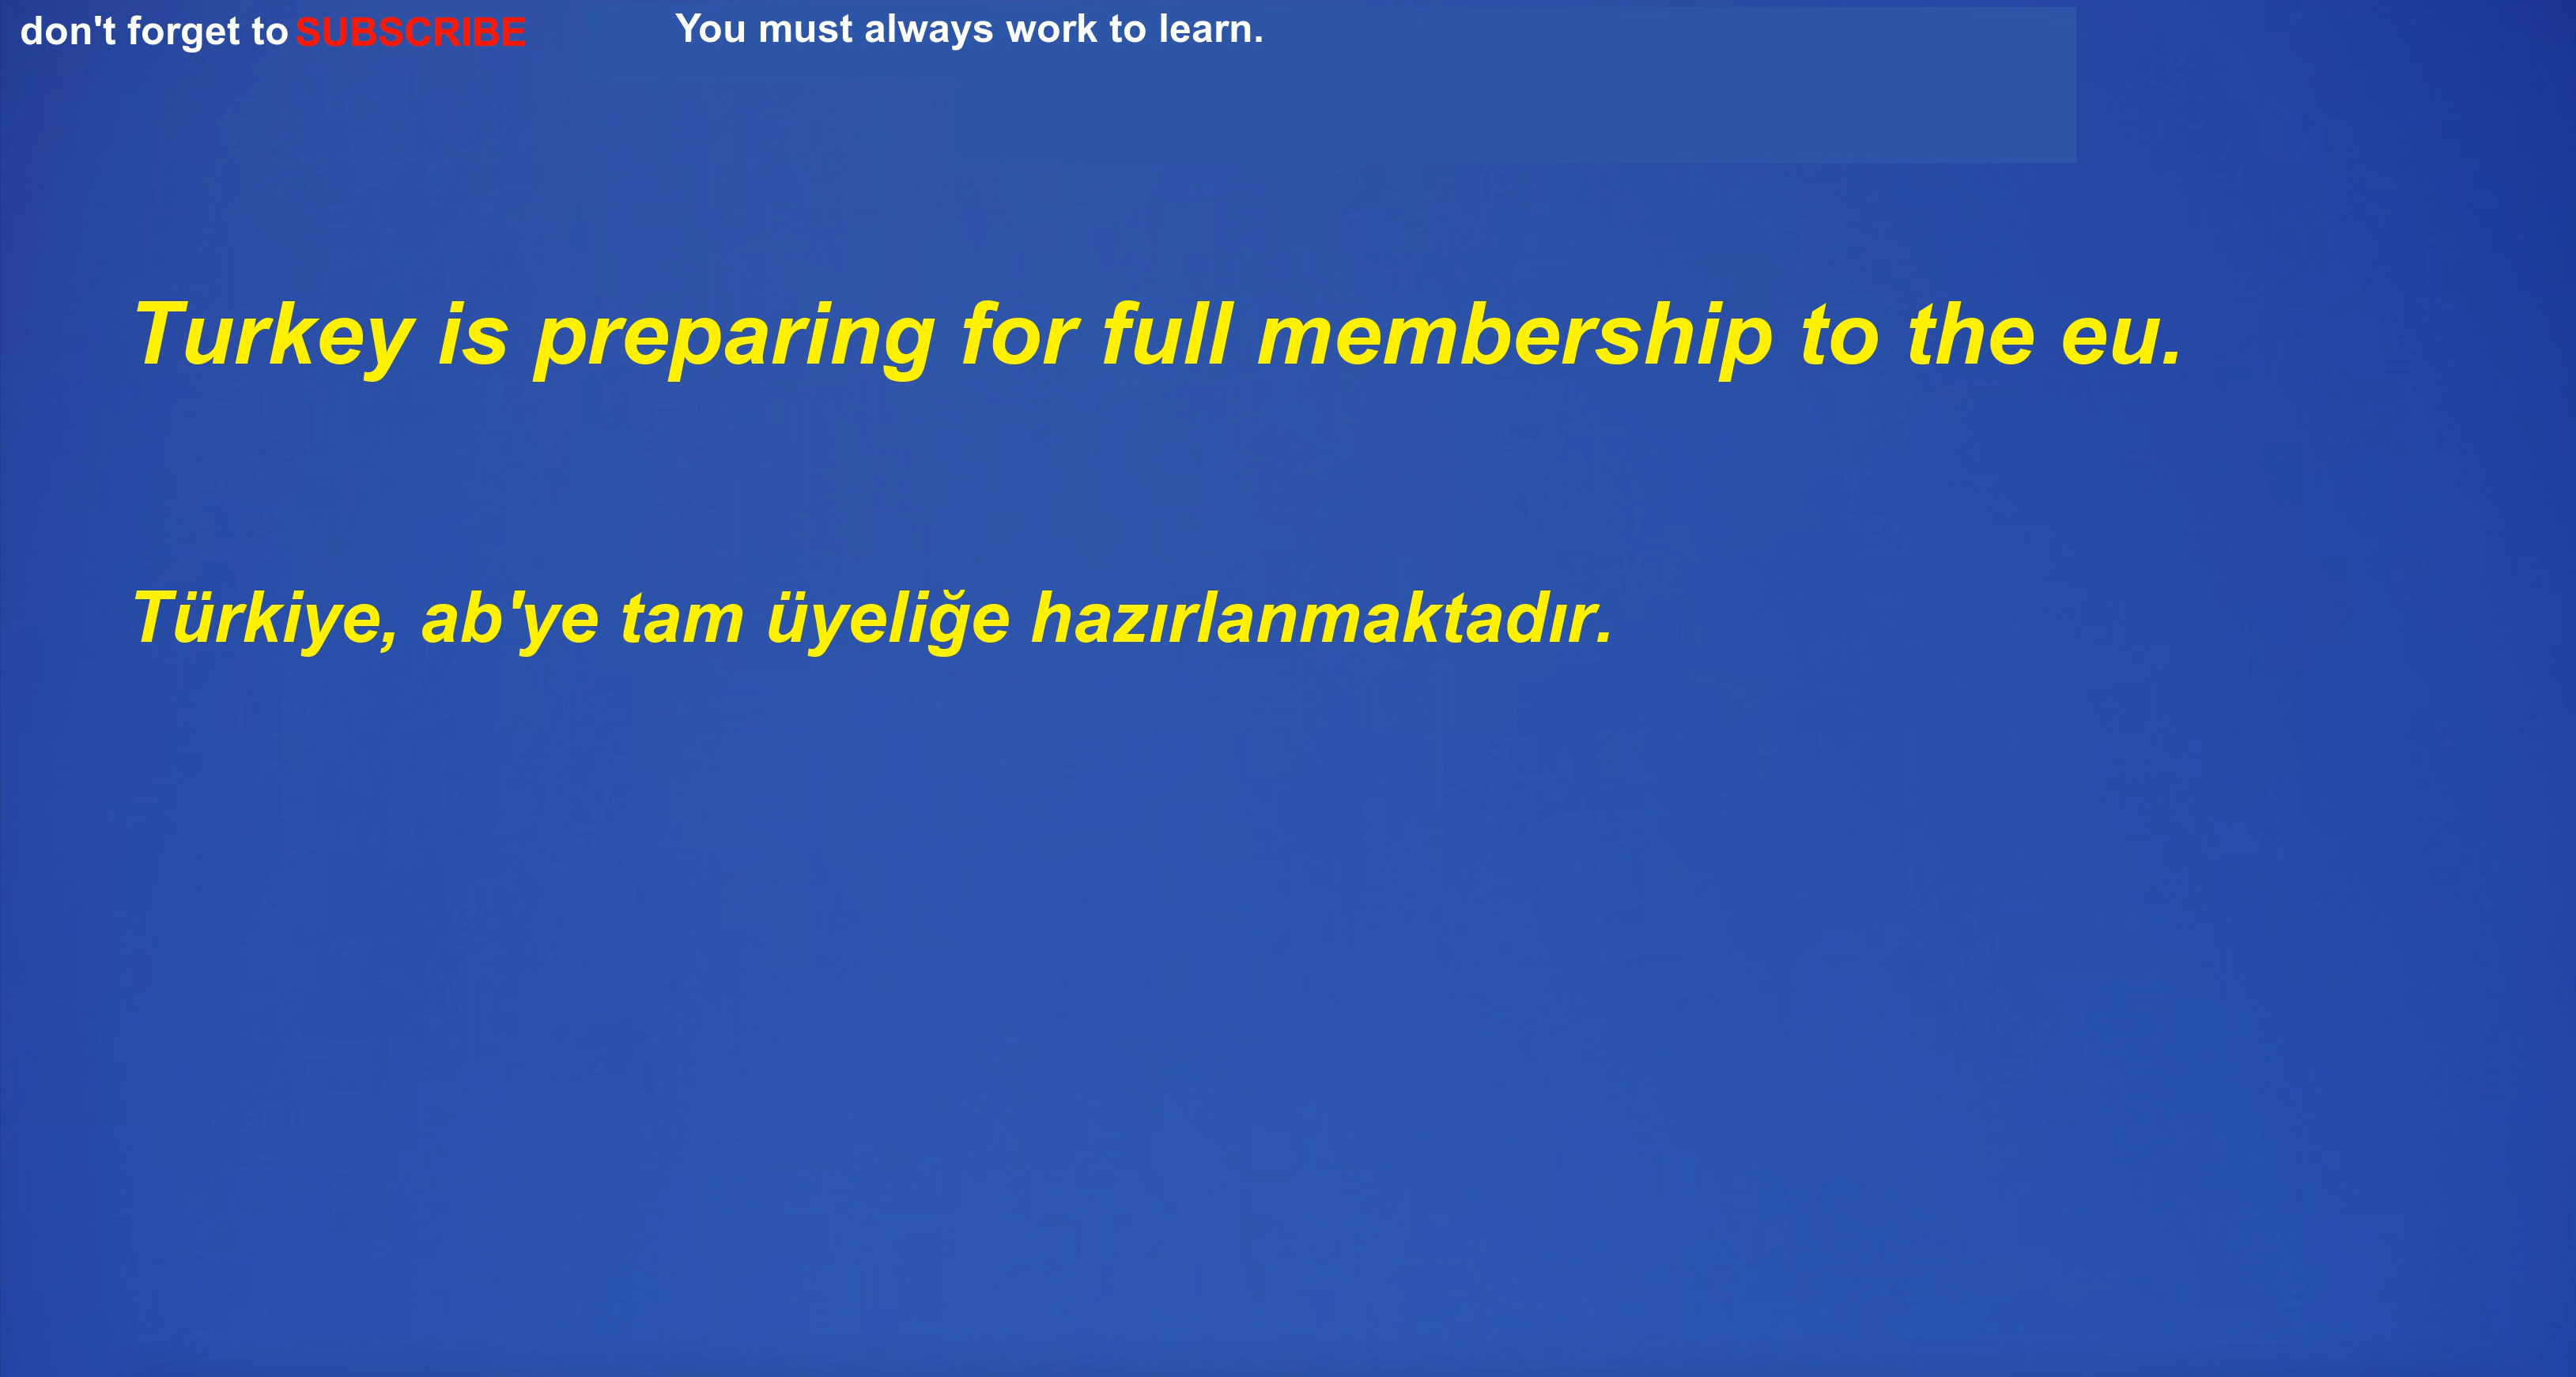 don't forget to SUBSCRIBE
You must always work to learn.
Turkey is preparing for full membership to the eu.
Türkiye, ab'ye tam üyeliğe hazırlanmaktadır.